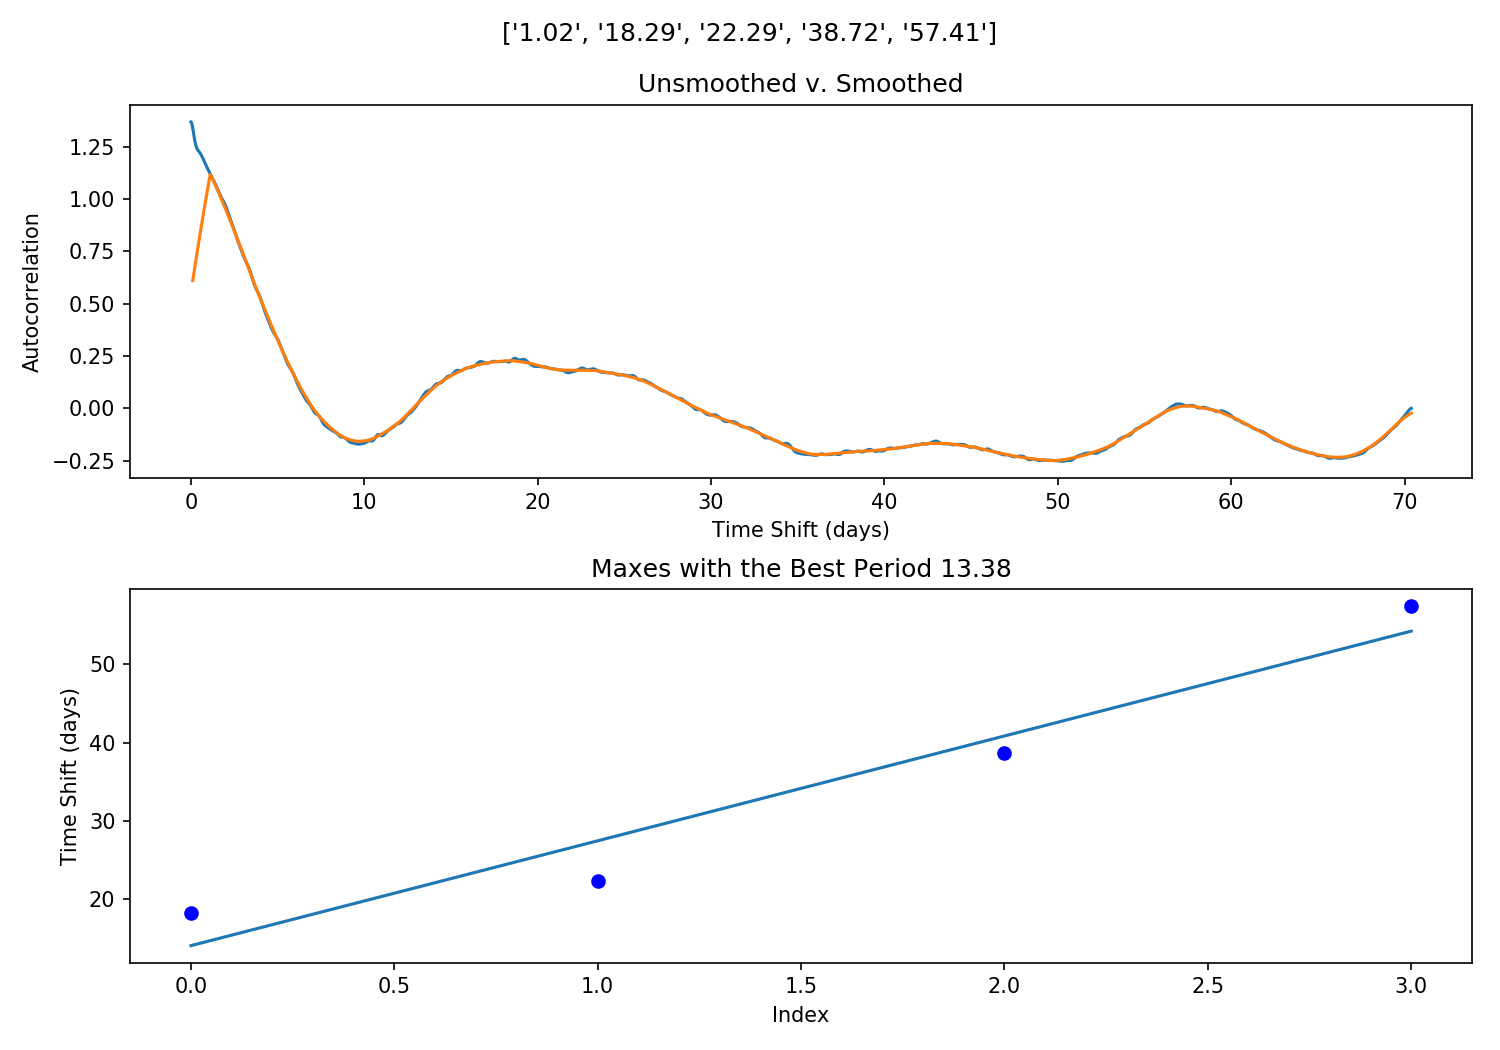 ['1.02', '18.29', '22.29', '38.72', '57.41']
Unsmoothed v. Smoothed
Autocorrelation
1.25
1.00
0.75
0.50
0.25
0.00
−0.25
0 10 20 30 40 50 60 70
Time Shift (days)
Maxes with the Best Period 13.38
Time Shift (days)
50
40
30
20
0.0 0.5 1.0 1.5 2.0 2.5 3.0
Index